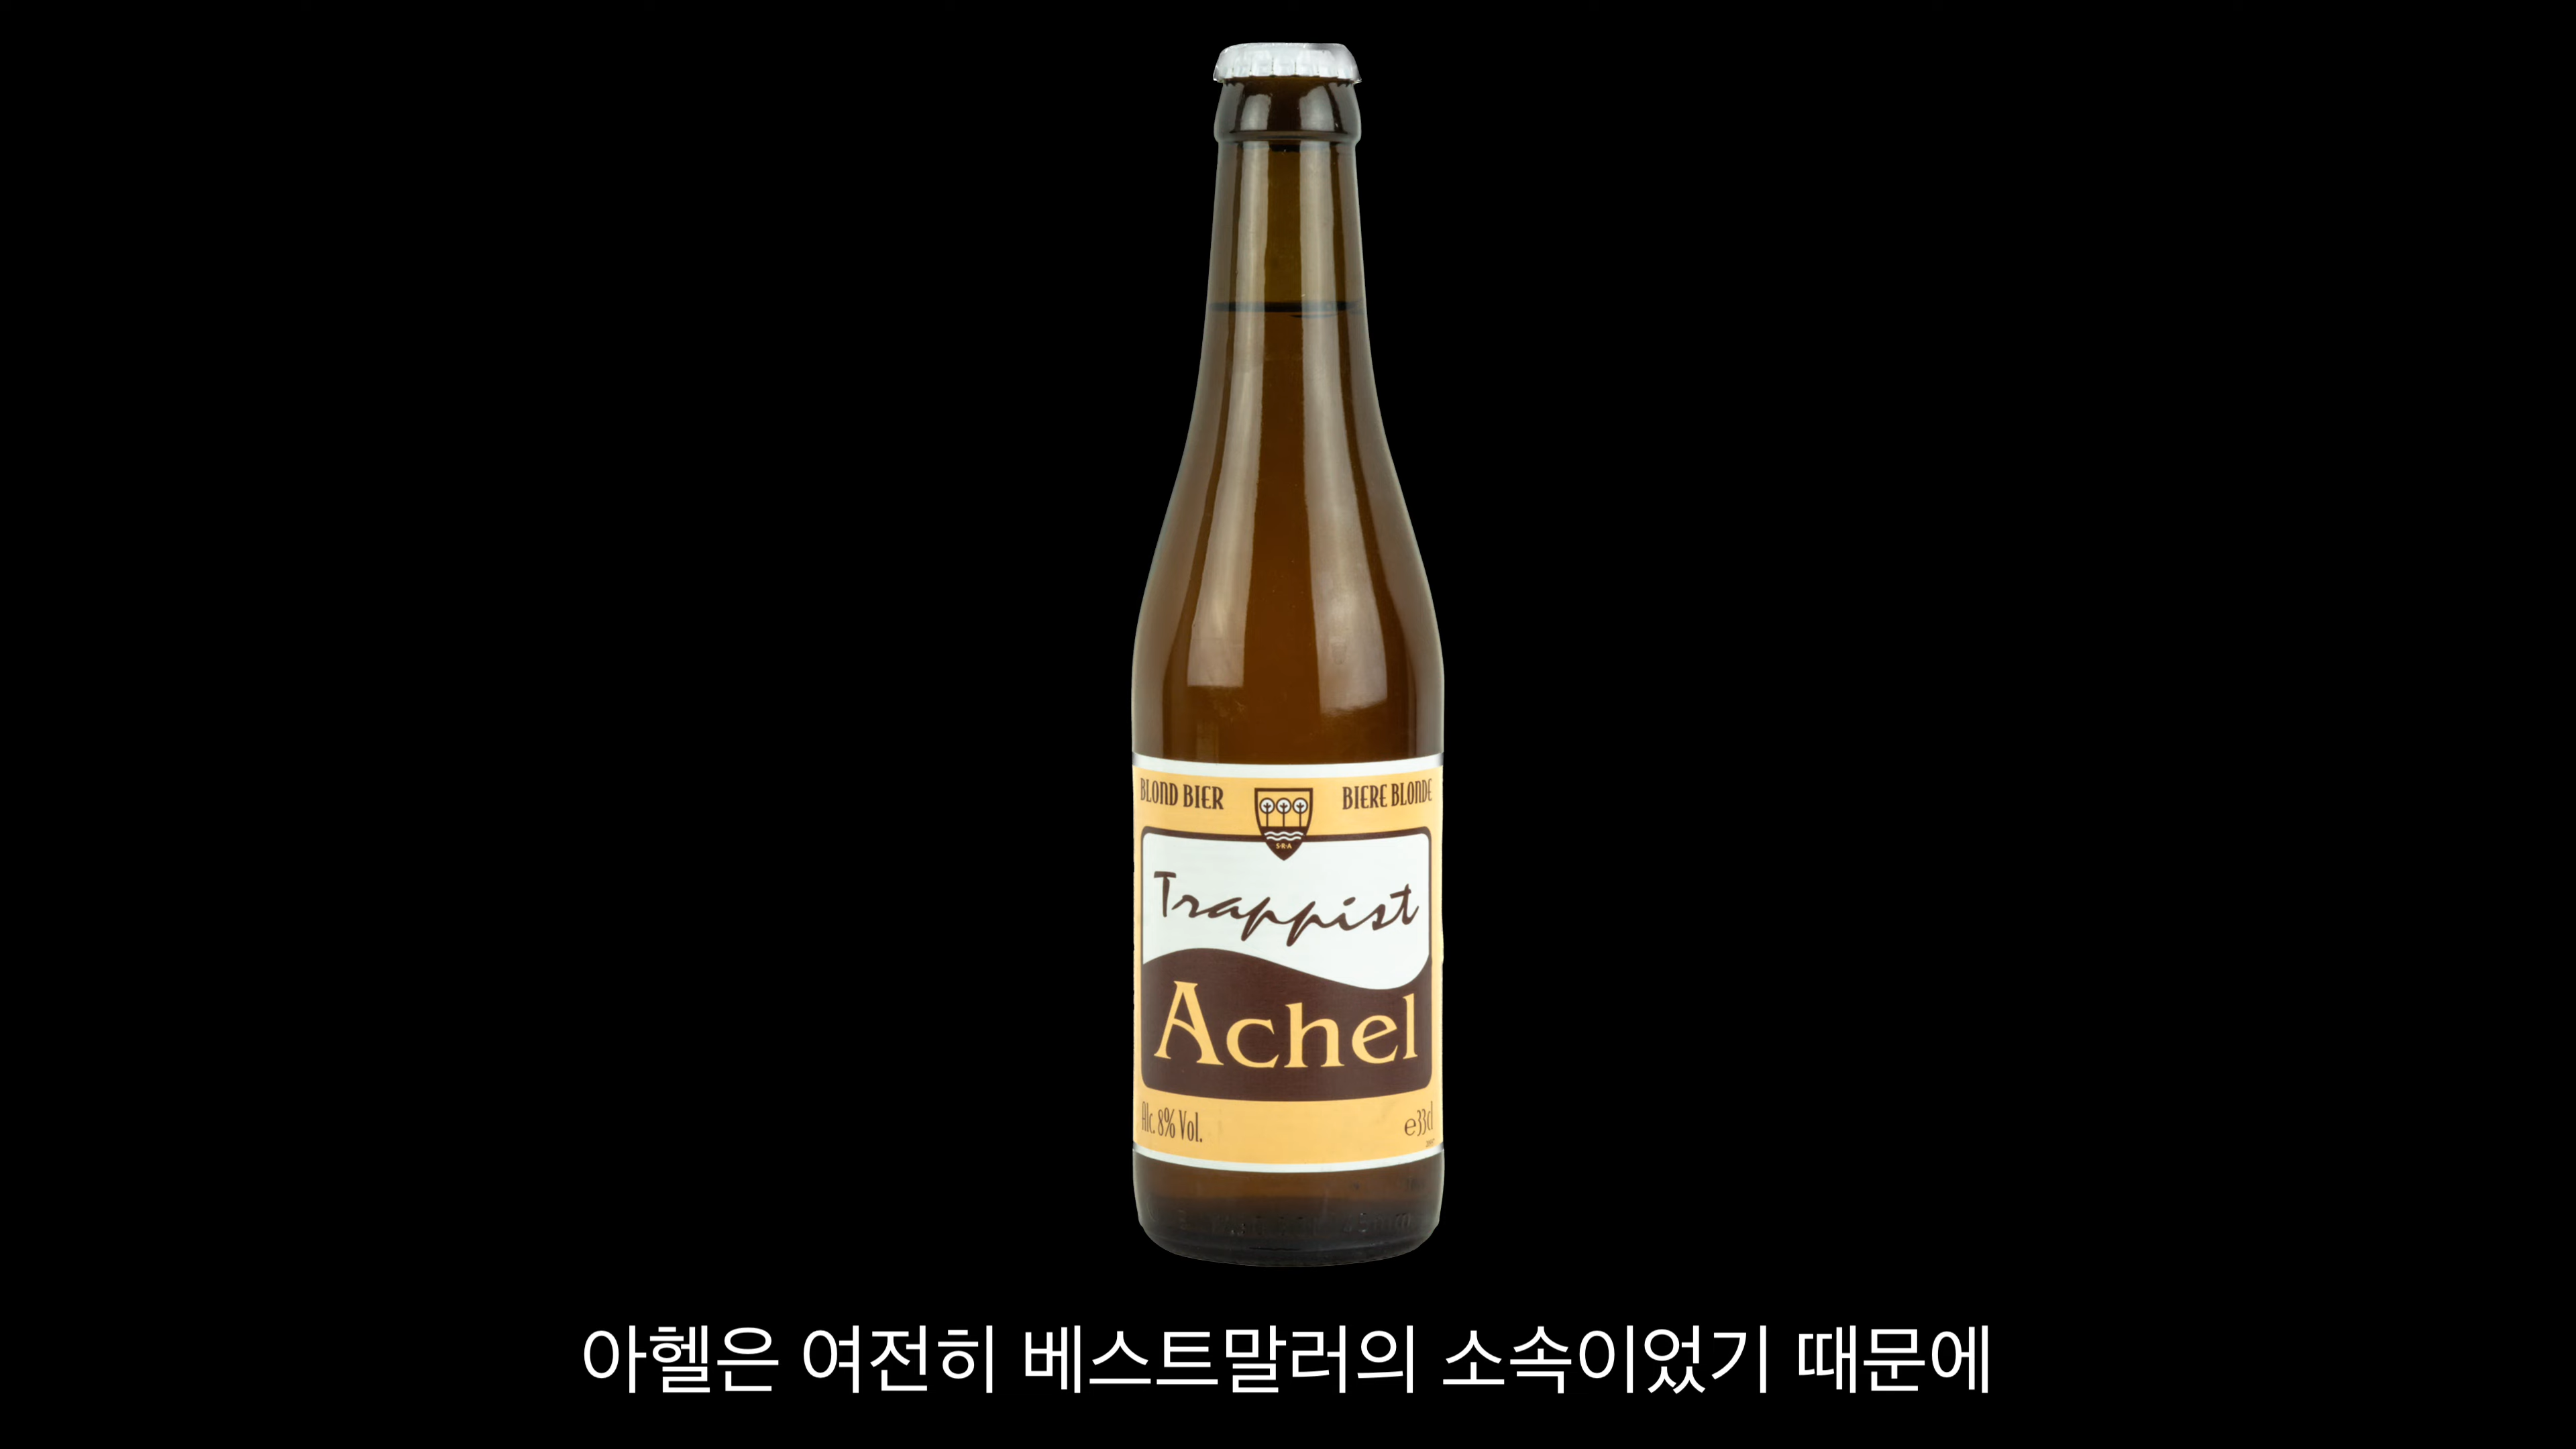 BLOND BIER
BIERE BLONDE
S·R·A
Trappist
Achel
Alc. 8% Vol.
e33cl
아헬은 여전히 베스트말러의 소속이었기 때문에